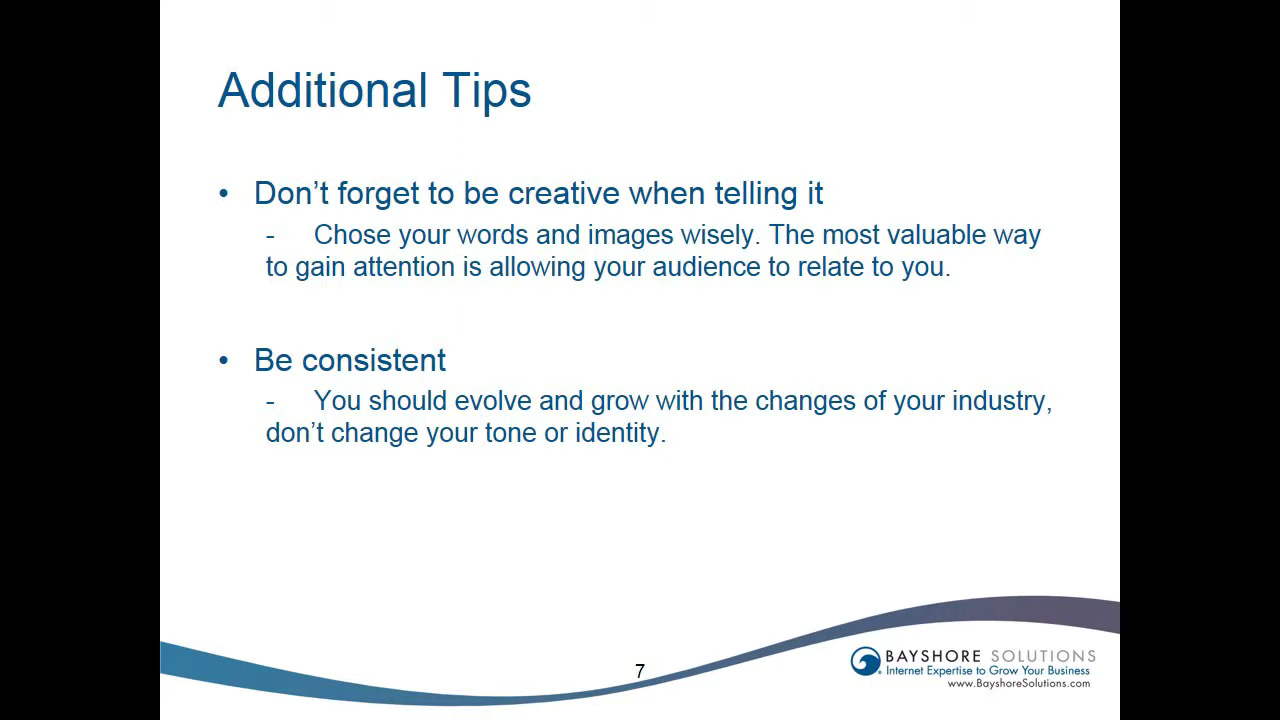 Additional Tips
• Don't forget to be creative when telling it
- Chose your words and images wisely. The most valuable way
to gain attention is allowing your audience to relate to you.
• Be consistent
- You should evolve and grow with the changes of your industry,
don't change your tone or identity.
7
BAYSHORE SOLUTIONS
Internet Expertise to Grow Your Business
www.BayshoreSolutions.com